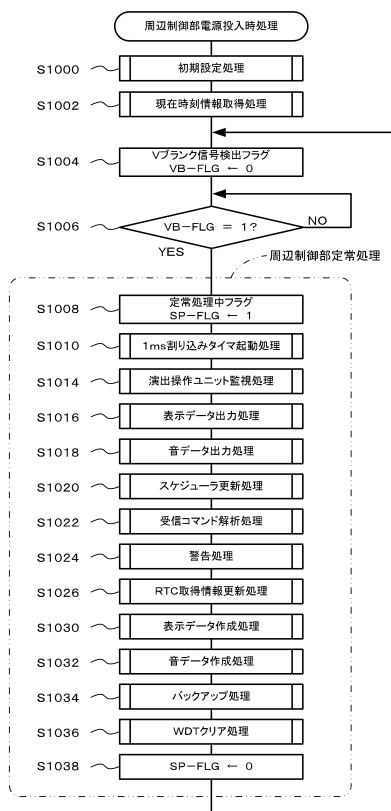 周辺制御部電源投入時処理
S1000 初期設定処理
S1002 現在時刻情報取得処理
S1004 Vブランク信号検出フラグ
VB-FLG ← 0
S1006 VB-FLG = 1? NO
YES
周辺制御部定常処理
S1008 定常処理中フラグ
SP-FLG ← 1
S1010 1ms割り込みタイマ起動処理
S1014 演出操作ユニット監視処理
S1016 表示データ出力処理
S1018 音データ出力処理
S1020 スケジューラ更新処理
S1022 受信コマンド解析処理
S1024 警告処理
S1026 RTC取得情報更新処理
S1030 表示データ作成処理
S1032 音データ作成処理
S1034 バックアップ処理
S1036 WDTクリア処理
S1038 SP-FLG ← 0